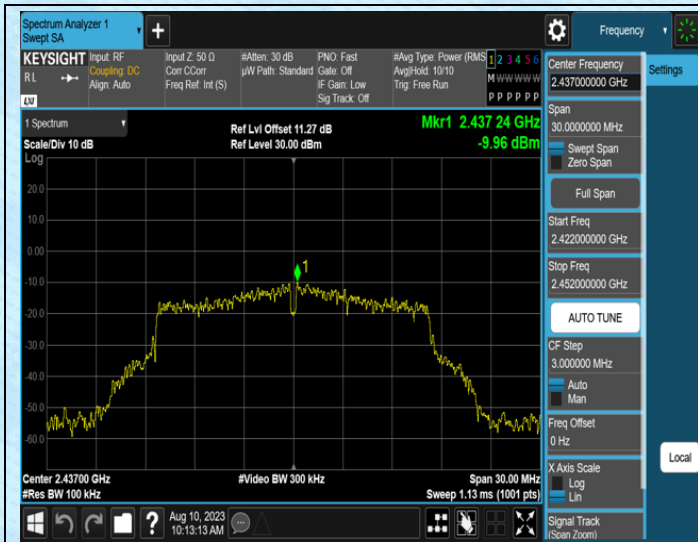 Spectrum Analyzer 1
Swept SA
+
Frequency
KEYSIGHT
RL
LXI
Input: RF
Coupling: DC
Align: Auto
Input Z: 50 Ω
Corr CCorr
Freq Ref: Int (S)
#Atten: 30 dB
µW Path: Standard
PNO: Fast
Gate: Off
IF Gain: Low
Sig Track: Off
#Avg Type: Power (RMS
Avg|Hold: 10/10
Trig: Free Run
1 2 3 4 5 6
M W W W W W
P P P P P P
1 Spectrum
Scale/Div 10 dB
Log
Ref Lvl Offset 11.27 dB
Ref Level 30.00 dBm
Mkr1 2.437 24 GHz
-9.96 dBm
20.0
10.0
0.00
-10.0
-20.0
-30.0
-40.0
-50.0
-60.0
1
Center 2.43700 GHz
#Res BW 100 kHz
#Video BW 300 kHz
Span 30.00 MHz
Sweep 1.13 ms (1001 pts)
?
Aug 10, 2023
10:13:13 AM
Center Frequency
2.437000000 GHz
Settings
Span
30.0000000 MHz
Swept Span
Zero Span
Full Span
Start Freq
2.422000000 GHz
Stop Freq
2.452000000 GHz
AUTO TUNE
CF Step
3.000000 MHz
Auto
Man
Freq Offset
0 Hz
X Axis Scale
Log
Lin
Local
Signal Track
(Span Zoom)